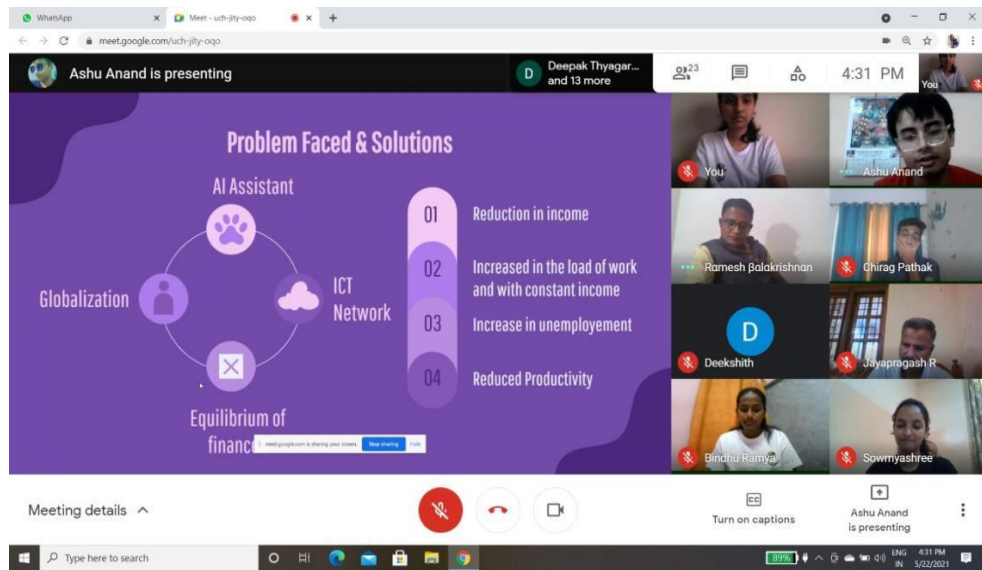 WhatsApp
Meet - uch-jity-oqo
meet.google.com/uch-jity-oqo
Ashu Anand is presenting
D
Deepak Thyagar...
and 13 more
23
4:31 PM
You
Problem Faced & Solutions
AI Assistant
Globalization
ICT
Network
Equilibrium of
financ
01
Reduction in income
02
Increased in the load of work
and with constant income
03
Increase in unemployement
04
Reduced Productivity
meet.google.com is sharing your screen. Stop sharing Hide
You
Ashu Anand
Ramesh Balakrishnan
Chirag Pathak
D
Deekshith
Jayapragash R
Bindhu Ramya
Sowmyashree
Meeting details
CC
Turn on captions
Ashu Anand
is presenting
Type here to search
89%
ENG
IN
4:31 PM
5/22/2021